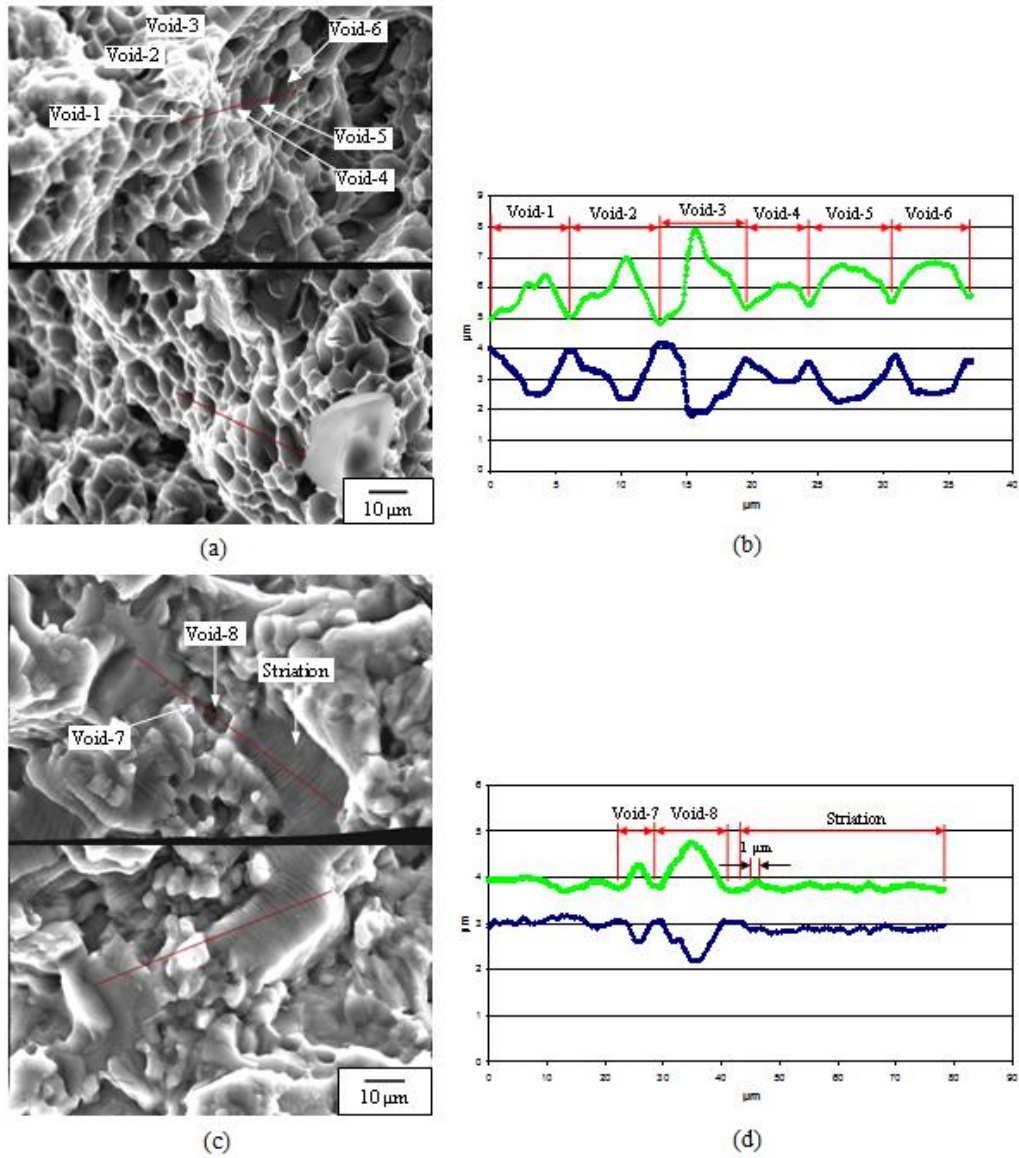 Void-3
Void-6
Void-2
Void-1
Void-5
Void-4
10 μm
(a)
Void-1 Void-2 Void-3 Void-4 Void-5 Void-6
9
8
7
6
5
4
3
2
1
0
μm
0 5 10 15 20 25 30 35 40
μm
(b)
Void-8
Striation
Void-7
10 μm
(c)
Void-7 Void-8 Striation
1 μm
6
5
4
3
2
1
0
μm
0 10 20 30 40 50 60 70 80 90
μm
(d)